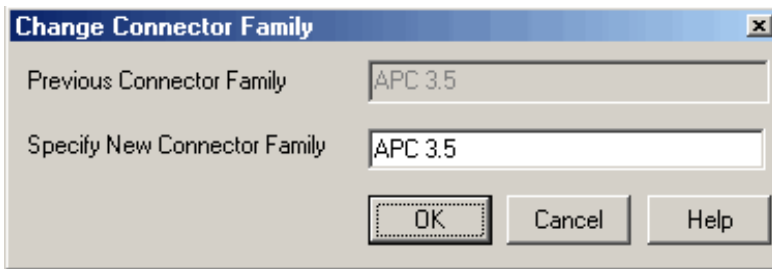 Change Connector Family
Previous Connector Family APC 3.5
Specify New Connector Family APC 3.5
OK Cancel Help